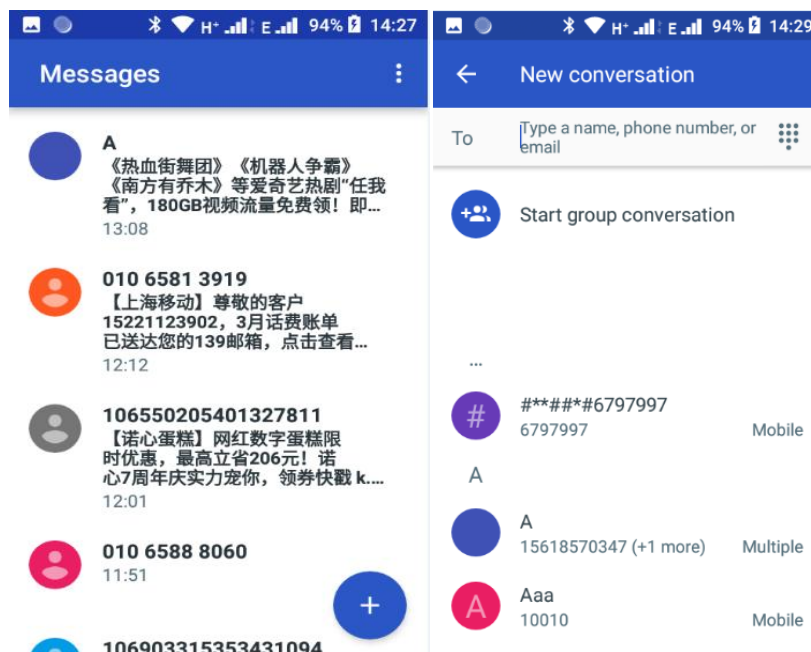 H+ E 94% 14:27
Messages
A
《热血街舞团》《机器人争霸》
《南方有乔木》等爱奇艺热剧“任我
看”，180GB视频流量免费领！即...
13:08
010 6581 3919
【上海移动】尊敬的客户
15221123902，3月话费账单
已送达您的139邮箱，点击查看...
12:12
106550205401327811
【诺心蛋糕】网红数字蛋糕限
时优惠，最高立省206元！诺
心7周年庆实力宠你，领券快戳 k....
12:01
010 6588 8060
11:51
+
106903315353431094
H+ E 94% 14:29
New conversation
To
Type a name, phone number, or
email
Start group conversation
...
#
#**##*#6797997
6797997 Mobile
A
A
15618570347 (+1 more) Multiple
A
Aaa
10010 Mobile